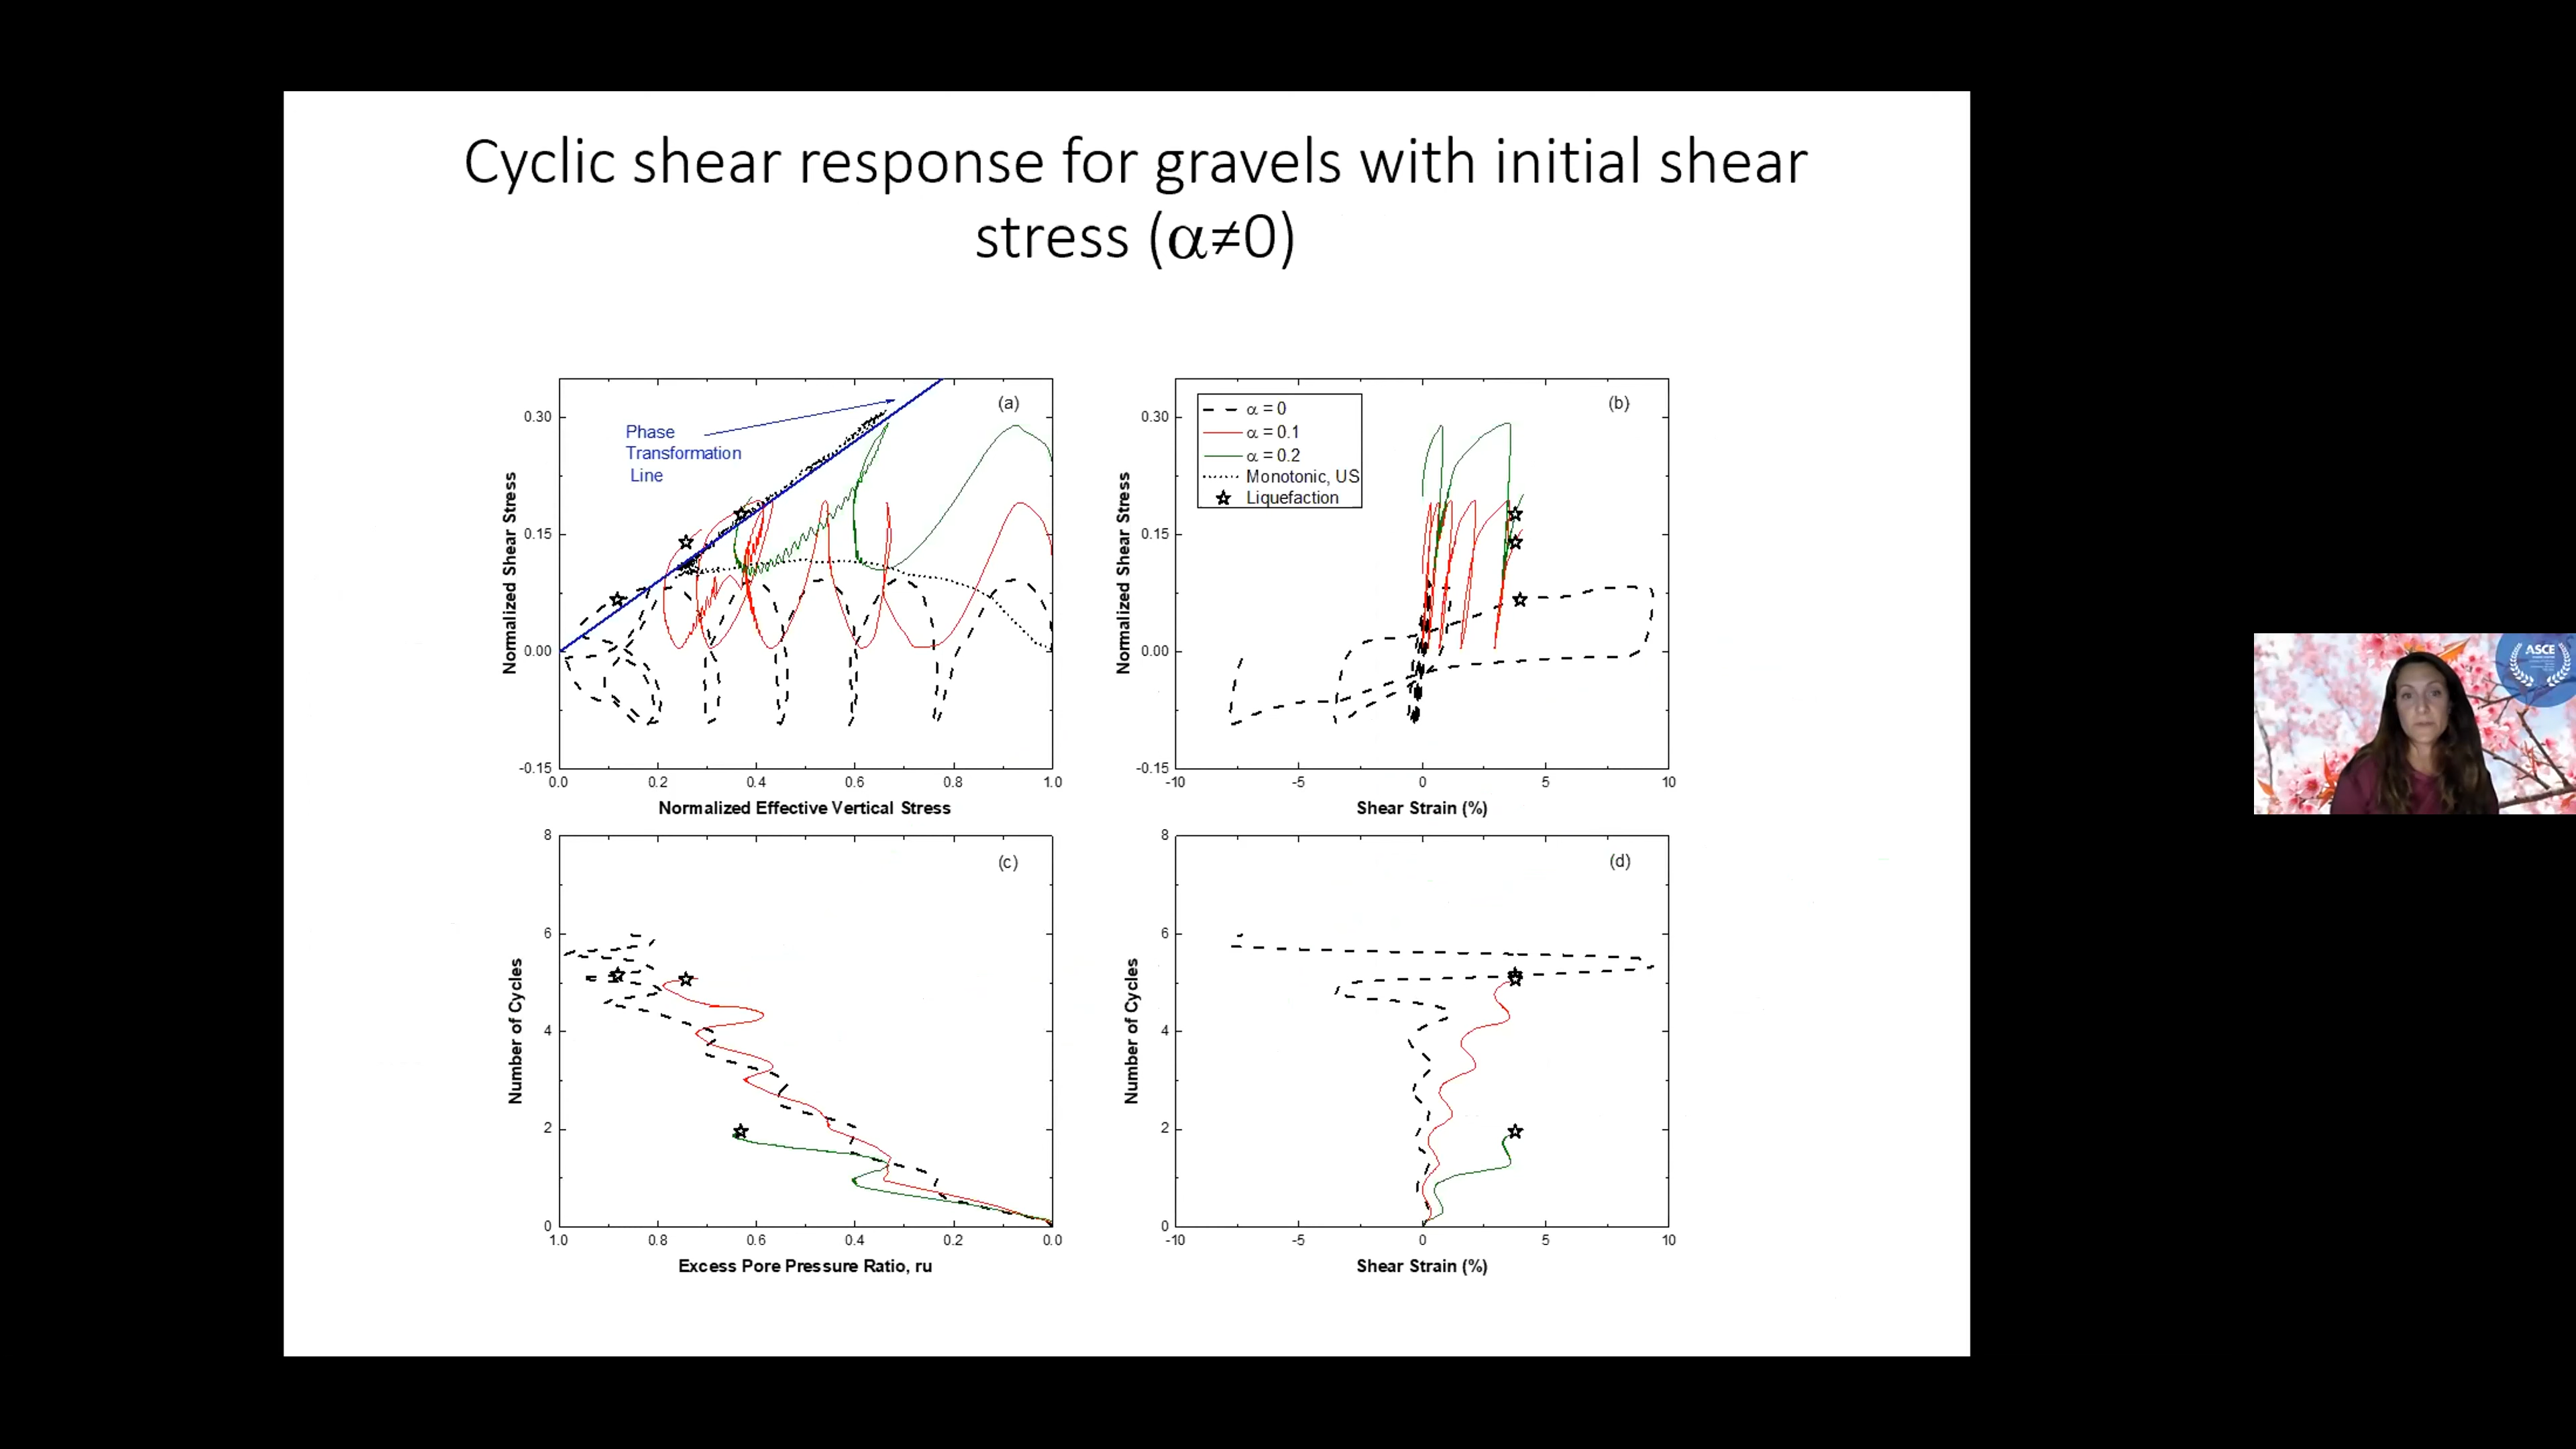 Cyclic shear response for gravels with initial shear
stress (α≠0)
Phase
Transformation
Line
(a)
0.30
0.15
0.00
-0.15
Normalized Shear Stress
0.0 0.2 0.4 0.6 0.8 1.0
Normalized Effective Vertical Stress
α = 0
α = 0.1
α = 0.2
Monotonic, US
Liquefaction
(b)
0.30
0.15
0.00
-0.15
Normalized Shear Stress
-10 -5 0 5 10
Shear Strain (%)
(c)
8
6
4
2
0
Number of Cycles
1.0 0.8 0.6 0.4 0.2 0.0
Excess Pore Pressure Ratio, ru
(d)
8
6
4
2
0
Number of Cycles
-10 -5 0 5 10
Shear Strain (%)
ASCE